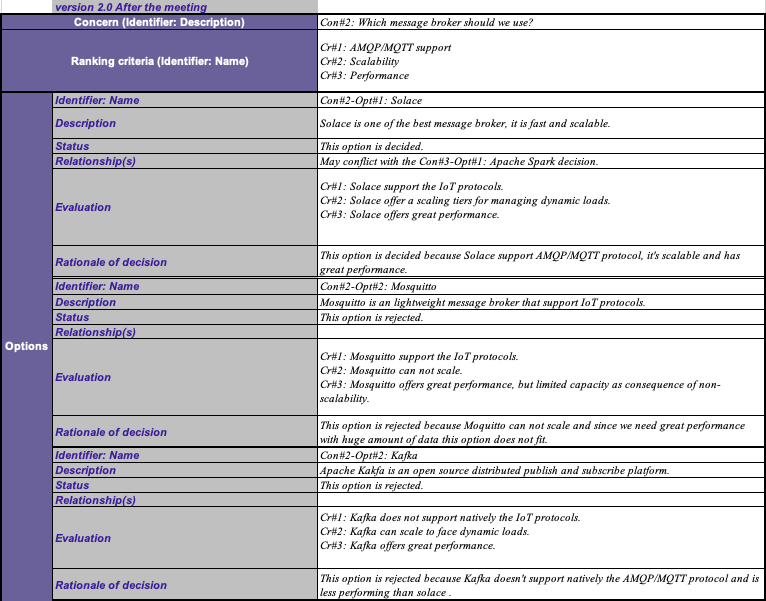 version 2.0 After the meeting
Concern (Identifier: Description)
Con#2: Which message broker should we use?
Ranking criteria (Identifier: Name)
Cr#1: AMQP/MQTT support
Cr#2: Scalability
Cr#3: Performance
Options
Identifier: Name
Con#2-Opt#1: Solace
Description
Solace is one of the best message broker, it is fast and scalable.
Status
This option is decided.
Relationship(s)
May conflict with the Con#3-Opt#1: Apache Spark decision.
Evaluation
Cr#1: Solace support the IoT protocols.
Cr#2: Solace offer a scaling tiers for managing dynamic loads.
Cr#3: Solace offers great performance.
Rationale of decision
This option is decided because Solace support AMQP/MQTT protocol, it's scalable and has
great performance.
Identifier: Name
Con#2-Opt#2: Mosquitto
Description
Mosquitto is an lightweight message broker that support IoT protocols.
Status
This option is rejected.
Relationship(s)
Evaluation
Cr#1: Mosquitto support the IoT protocols.
Cr#2: Mosquitto can not scale.
Cr#3: Mosquitto offers great performance, but limited capacity as consequence of non-
scalability.
Rationale of decision
This option is rejected because Moquitto can not scale and since we need great performance
with huge amount of data this option does not fit.
Identifier: Name
Con#2-Opt#2: Kafka
Description
Apache Kakfa is an open source distributed publish and subscribe platform.
Status
This option is rejected.
Relationship(s)
Evaluation
Cr#1: Kafka does not support natively the IoT protocols.
Cr#2: Kafka can scale to face dynamic loads.
Cr#3: Kafka offers great performance.
Rationale of decision
This option is rejected because Kafka doesn't support natively the AMQP/MQTT protocol and is
less performing than solace .